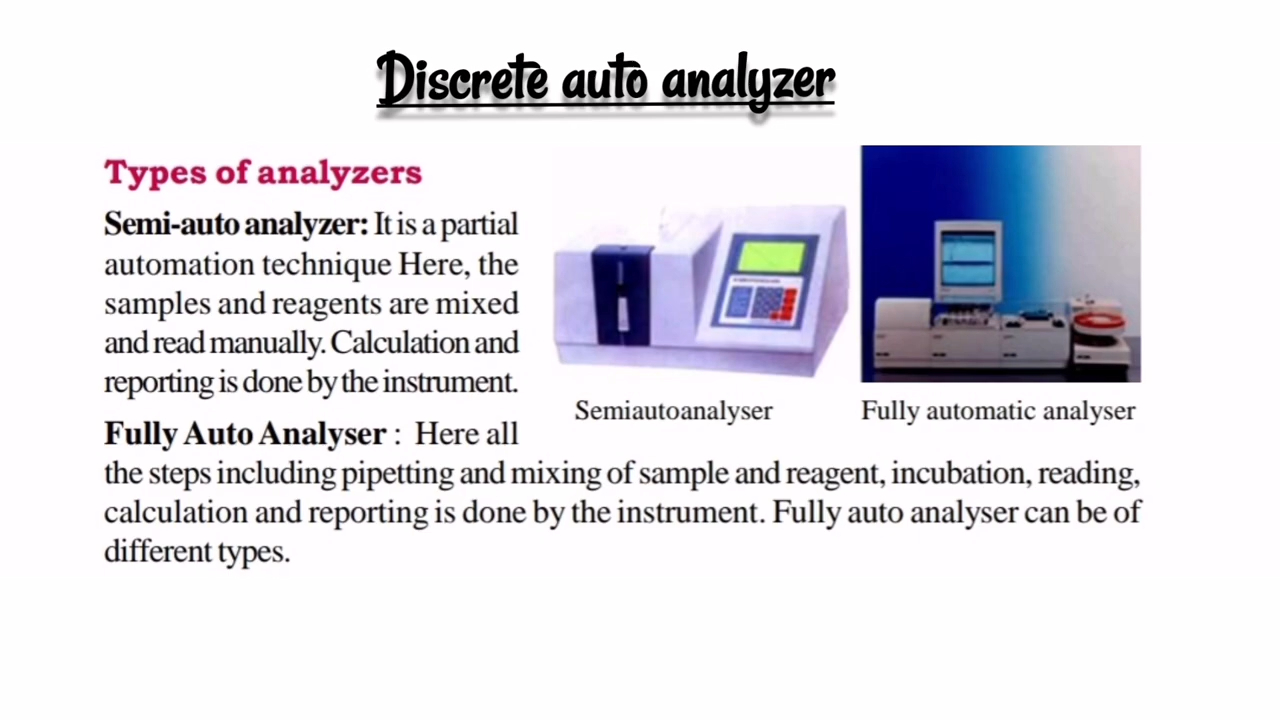 Discrete auto analyzer
Types of analyzers
Semi-auto analyzer: It is a partial
automation technique Here, the
samples and reagents are mixed
and read manually. Calculation and
reporting is done by the instrument.
Semiautoanalyser
Fully automatic analyser
Fully Auto Analyser : Here all
the steps including pipetting and mixing of sample and reagent, incubation, reading,
calculation and reporting is done by the instrument. Fully auto analyser can be of
different types.